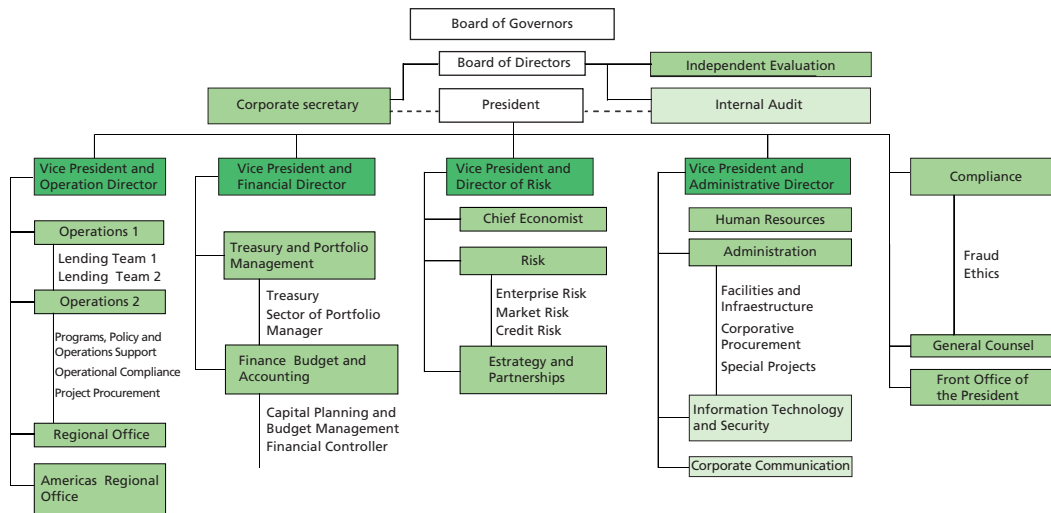 Board of Governors
Board of Directors
Independent Evaluation
Corporate secretary
President
Internal Audit
Vice President and
Operation Director
Operations 1
Lending Team 1
Lending Team 2
Operations 2
Programs, Policy and
Operations Support
Operational Compliance
Project Procurement
Regional Office
Americas Regional
Office
Vice President and
Financial Director
Treasury and Portfolio
Management
Treasury
Sector of Portfolio
Manager
Finance Budget and
Accounting
Capital Planning and
Budget Management
Financial Controller
Vice President and
Director of Risk
Chief Economist
Risk
Enterprise Risk
Market Risk
Credit Risk
Estrategy and
Partnerships
Vice President and
Administrative Director
Human Resources
Administration
Facilities and
Infraestructure
Corporative
Procurement
Special Projects
Information Technology
and Security
Corporate Communication
Compliance
Fraud
Ethics
General Counsel
Front Office of
the President